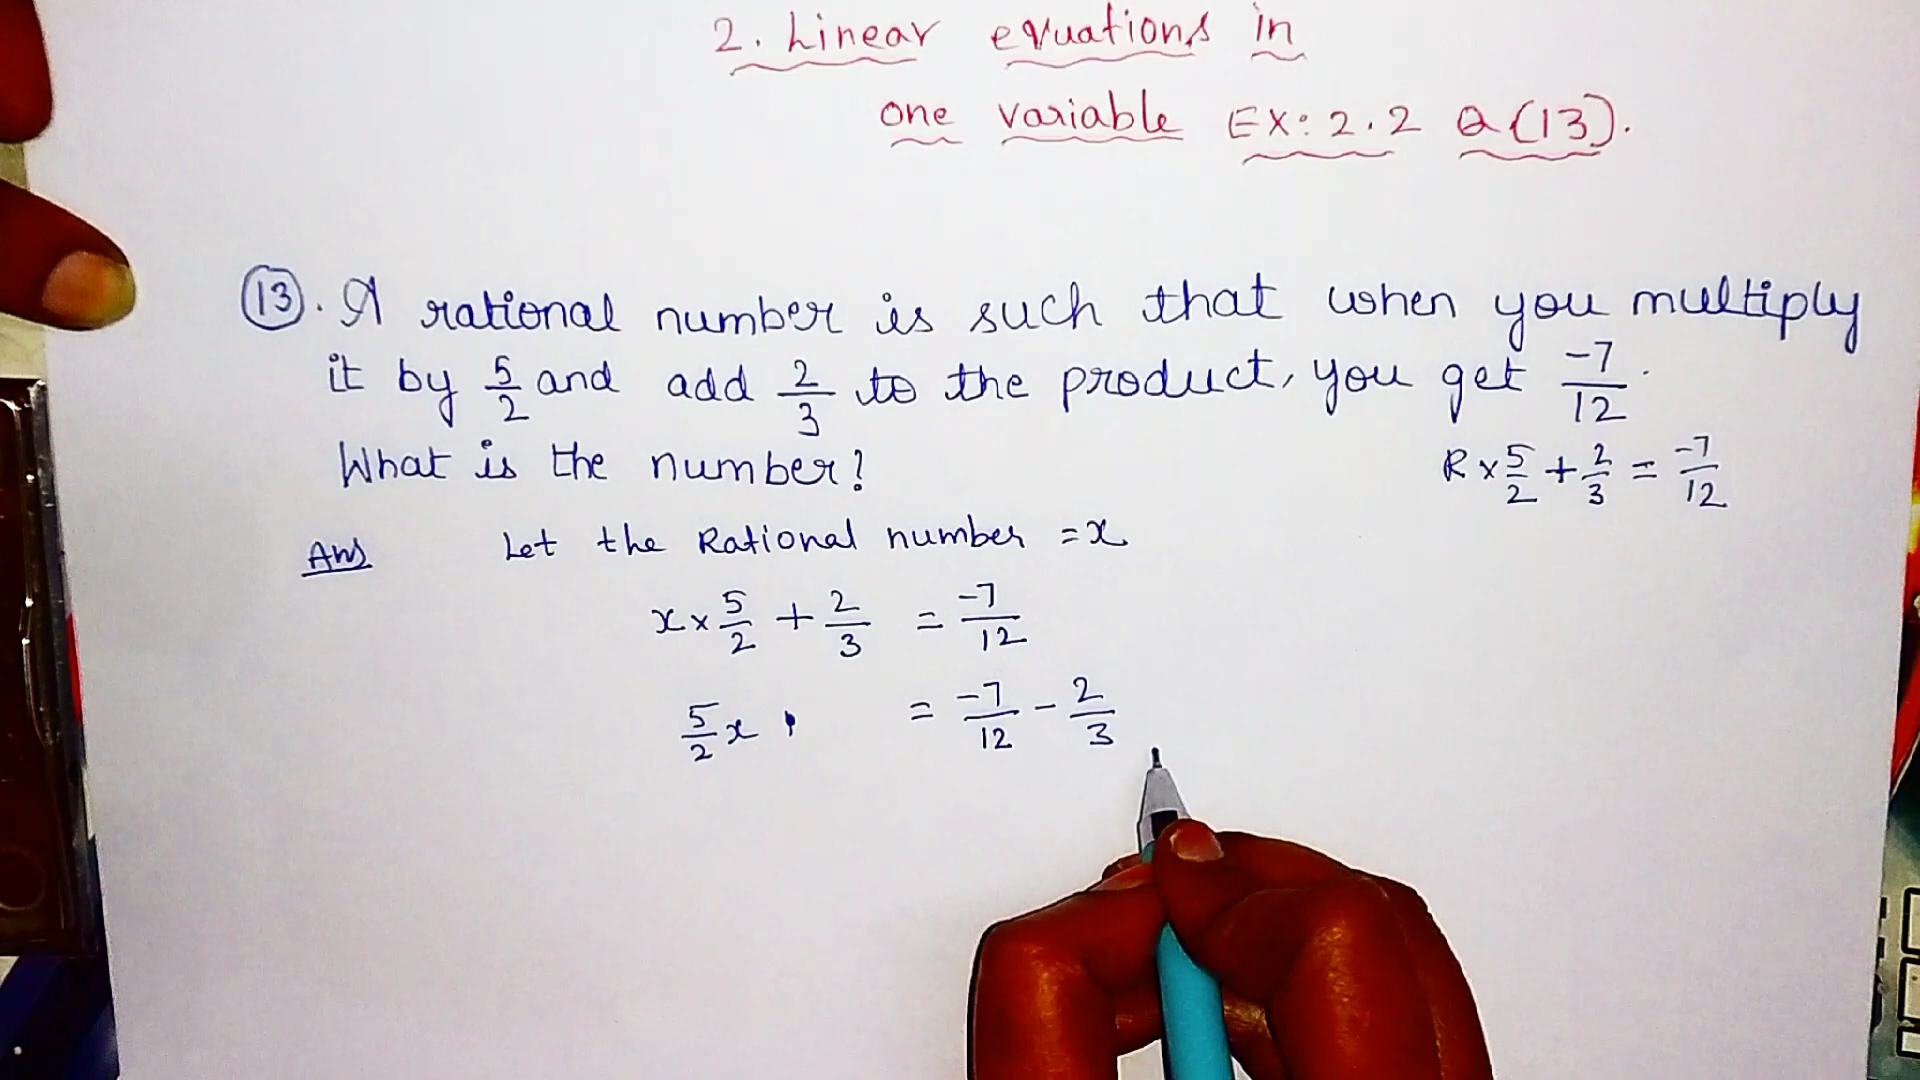 2. Linear equations in
one variable EX: 2.2 Q(13).
13. A rational number is such that when you multiply
it by 5/2 and add 2/3 to the product, you get -7/12.
What is the number?
R × 5/2 + 2/3 = -7/12
Ans Let the Rational number = x
x × 5/2 + 2/3 = -7/12
5/2 x = -7/12 - 2/3